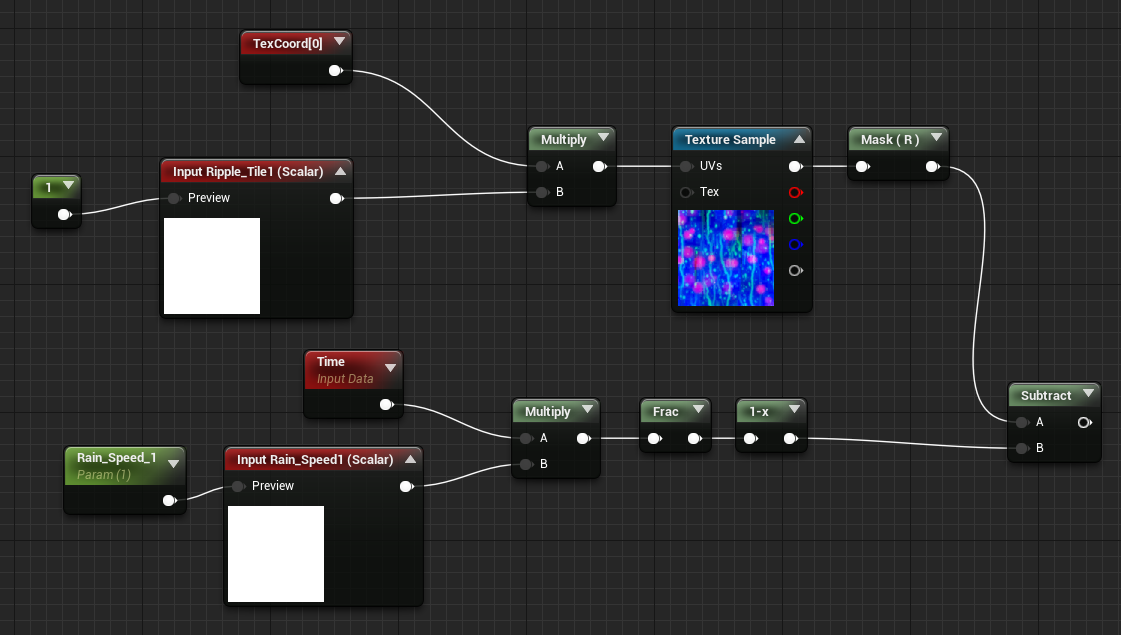 TexCoord[0]
1
Input Ripple_Tile1 (Scalar)
Preview
Multiply
A
B
Texture Sample
UVs
Tex
Mask ( R )
Time
Input Data
Rain_Speed_1
Param (1)
Input Rain_Speed1 (Scalar)
Preview
Multiply
A
B
Frac
1-x
Subtract
A
B